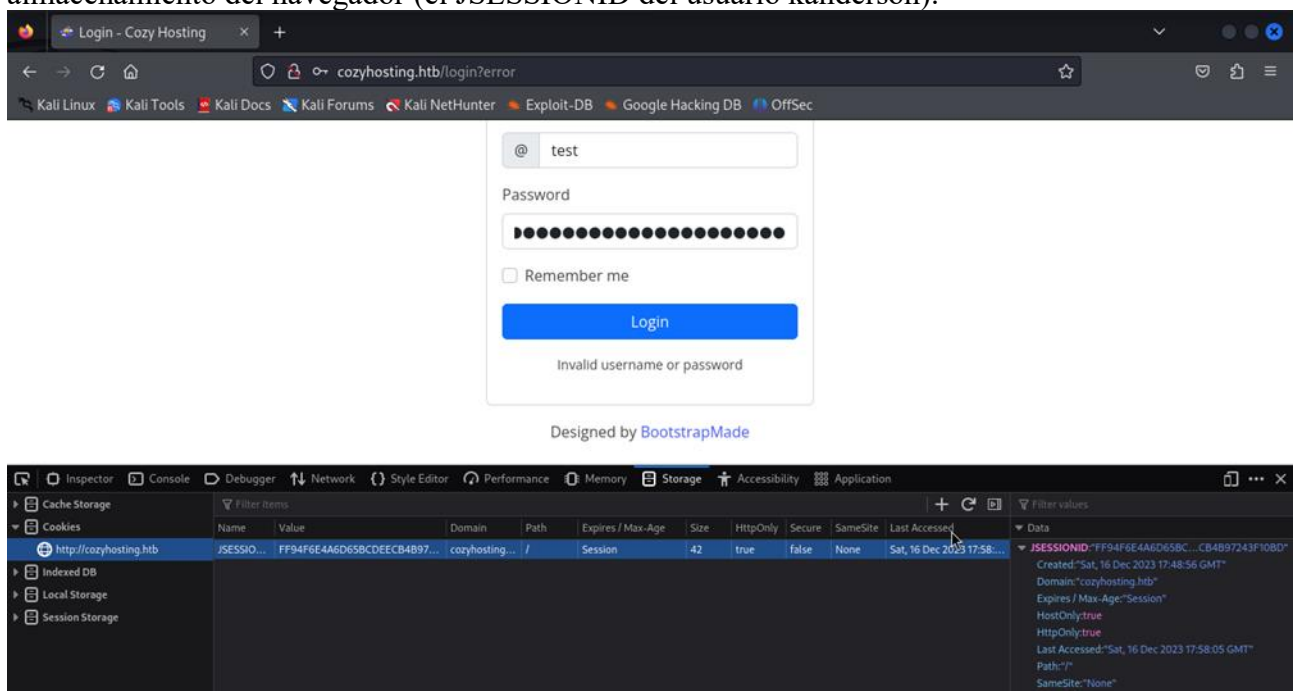 almacenamiento del navegador (el JSESSIONID del usuario kanderson).
Login - Cozy Hosting
cozyhosting.htb/login?error
Kali Linux Kali Tools Kali Docs Kali Forums Kali NetHunter Exploit-DB Google Hacking DB OffSec
@ test
Password
Remember me
Login
Invalid username or password
Designed by BootstrapMade
Inspector Console Debugger Network Style Editor Performance Memory Storage Accessibility Application
Cache Storage
Cookies
http://cozyhosting.htb
Indexed DB
Local Storage
Session Storage
Filter items
Name Value Domain Path Expires / Max-Age Size HttpOnly Secure SameSite Last Accessed
JSESSIO... FF94F6E4A6D65BCDEECB4B97... cozyhosting... / Session 42 true false None Sat, 16 Dec 2023 17:58:...
Filter values
Data
JSESSIONID:"FF94F6E4A6D65BC...CB4B97243F10BD"
Created:"Sat, 16 Dec 2023 17:48:56 GMT"
Domain:"cozyhosting.htb"
Expires / Max-Age:"Session"
HostOnly:true
HttpOnly:true
Last Accessed:"Sat, 16 Dec 2023 17:58:05 GMT"
Path:"/"
SameSite:"None"